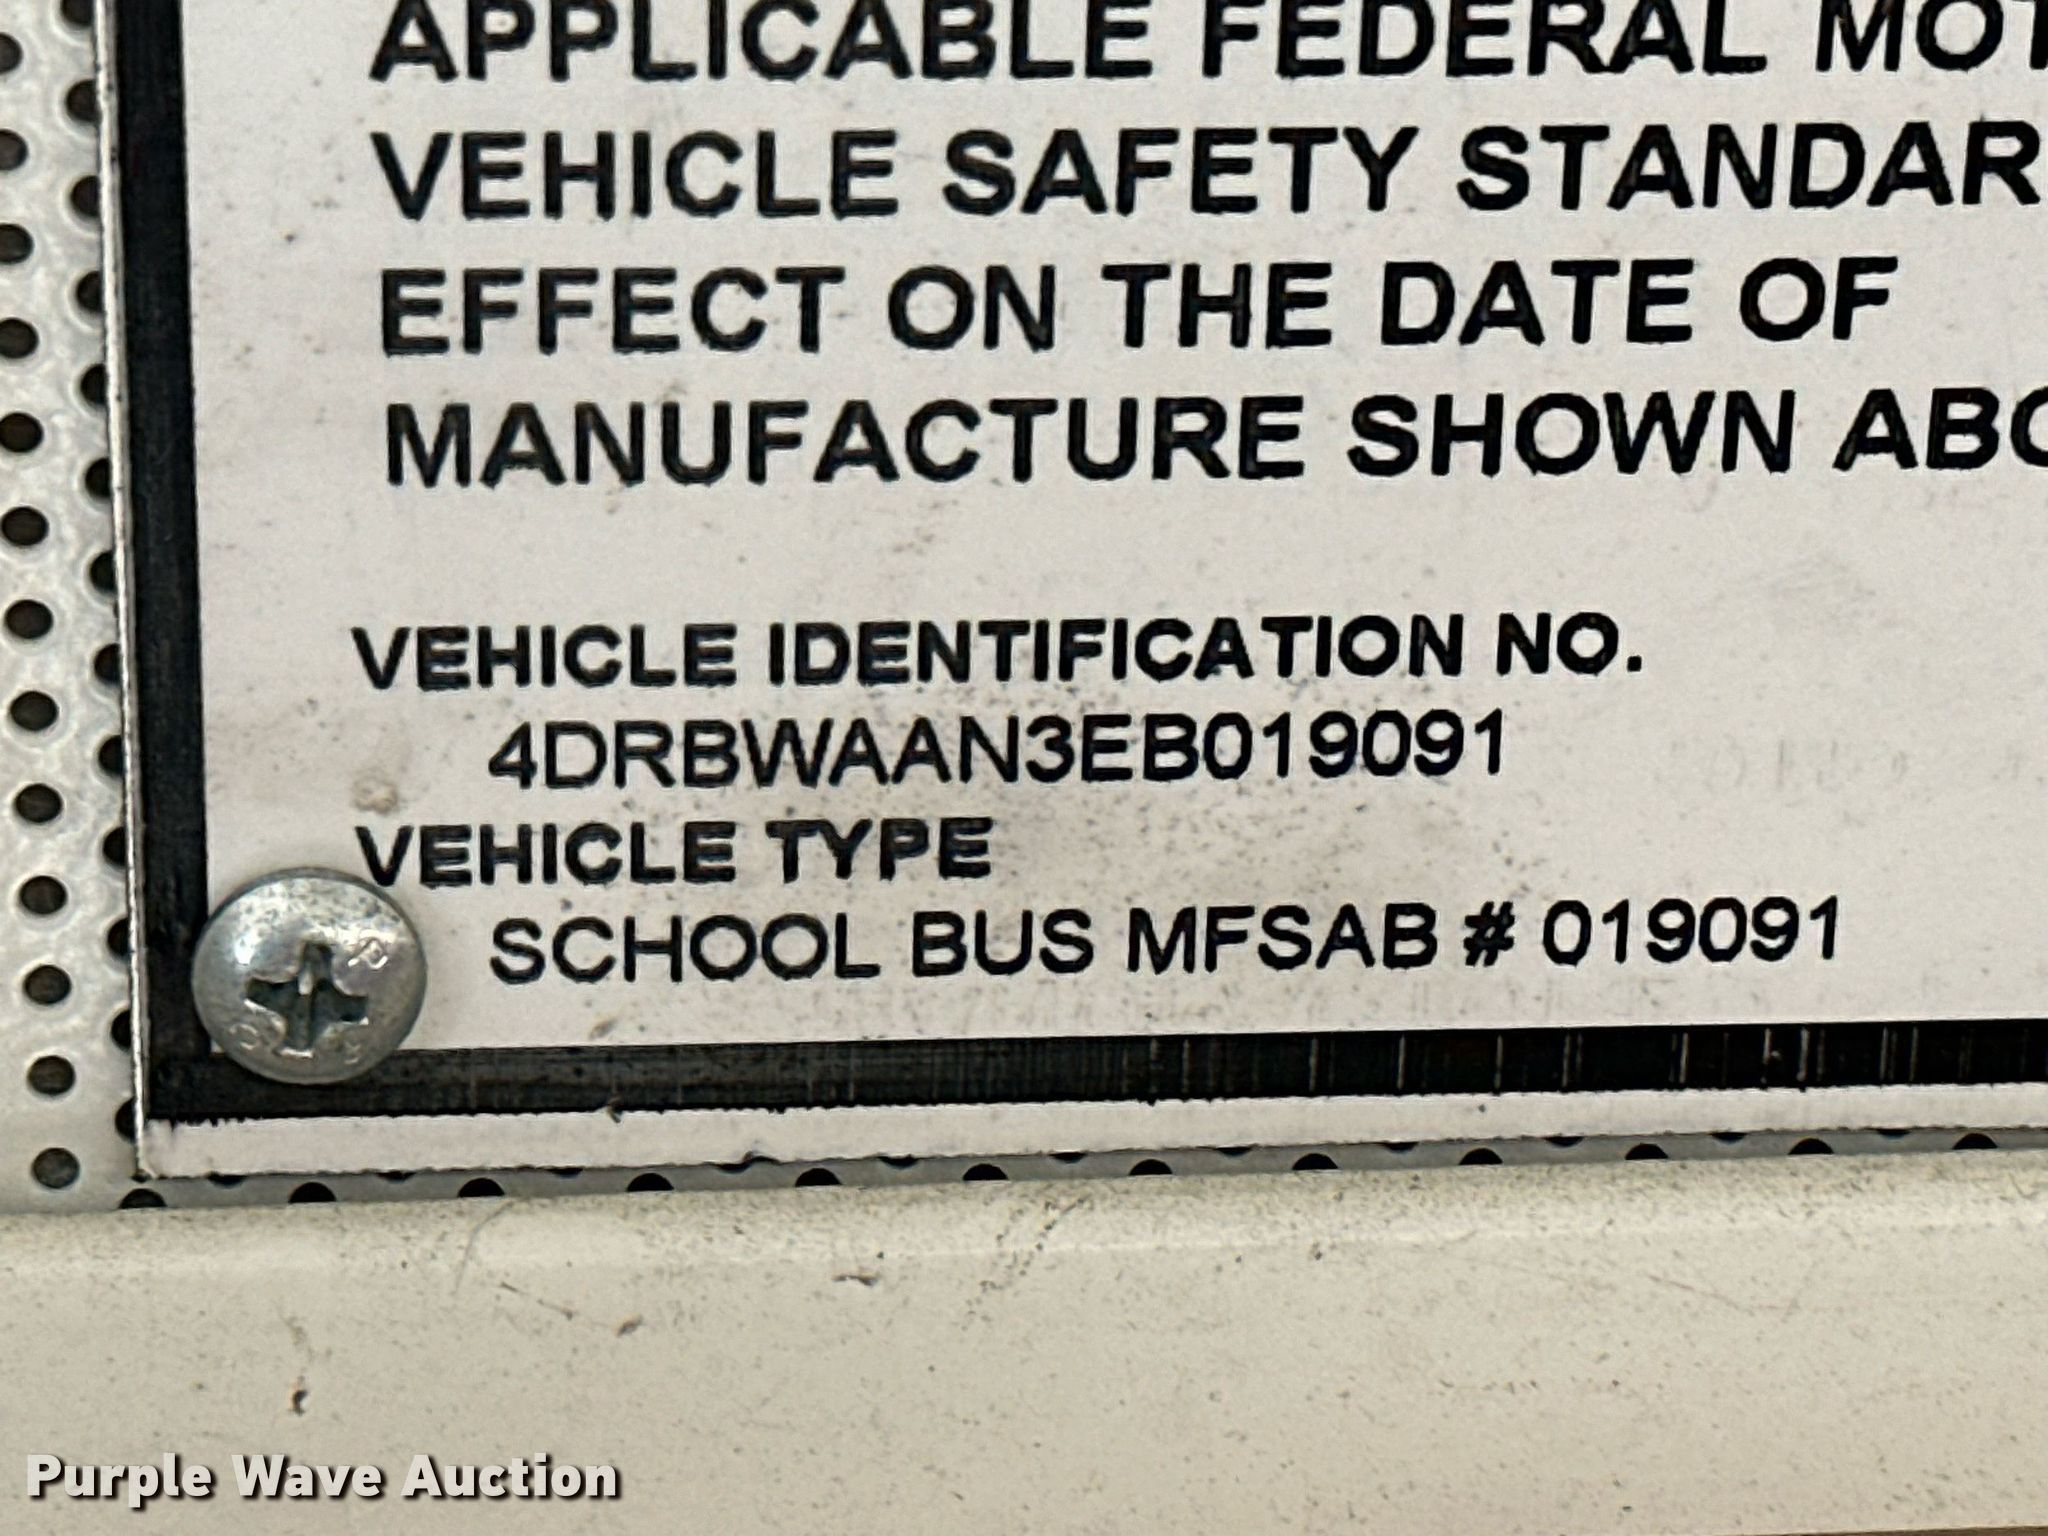 APPLICABLE FEDERAL MOT
VEHICLE SAFETY STANDAR
EFFECT ON THE DATE OF
MANUFACTURE SHOWN ABO
VEHICLE IDENTIFICATION NO.
4DRBWAAN3EB019091
VEHICLE TYPE
SCHOOL BUS MFSAB # 019091
Purple Wave Auction